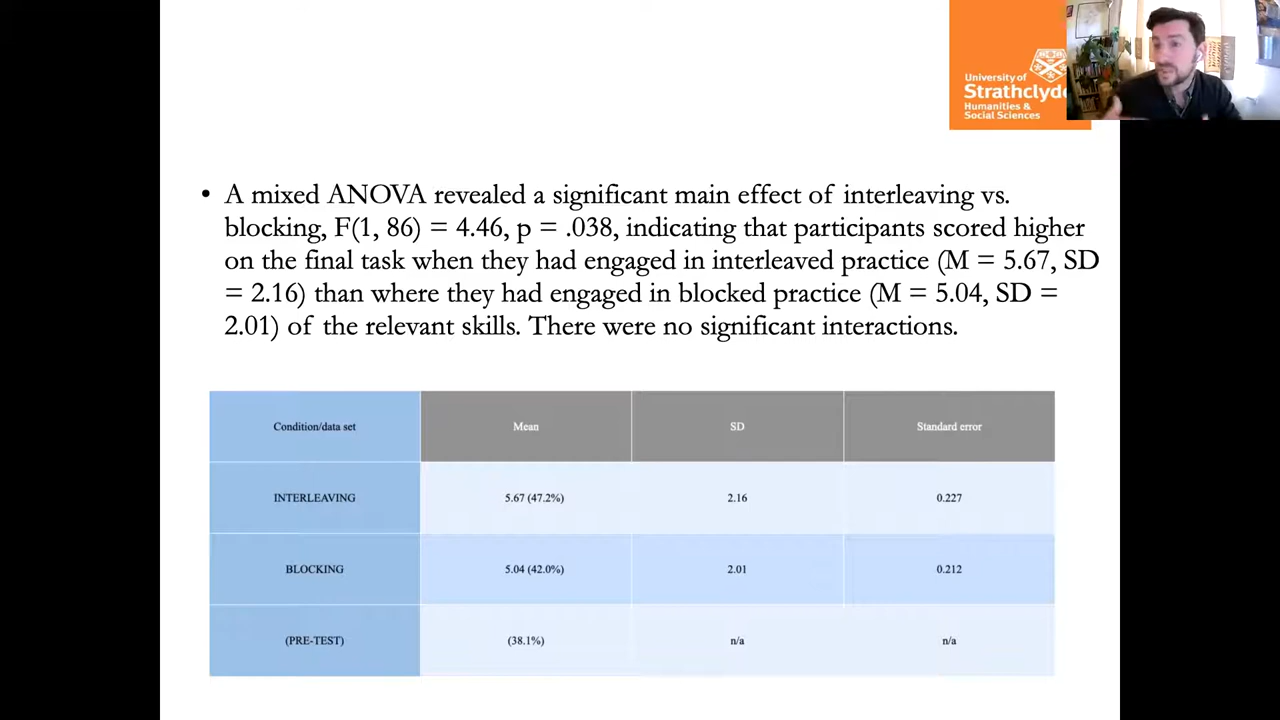 University of
Strathclyde
Humanities &
Social Sciences
• A mixed ANOVA revealed a significant main effect of interleaving vs.
blocking, F(1, 86) = 4.46, p = .038, indicating that participants scored higher
on the final task when they had engaged in interleaved practice (M = 5.67, SD
= 2.16) than where they had engaged in blocked practice (M = 5.04, SD =
2.01) of the relevant skills. There were no significant interactions.
Condition/data set Mean SD Standard error
INTERLEAVING 5.67 (47.2%) 2.16 0.227
BLOCKING 5.04 (42.0%) 2.01 0.212
(PRE-TEST) (38.1%) n/a n/a